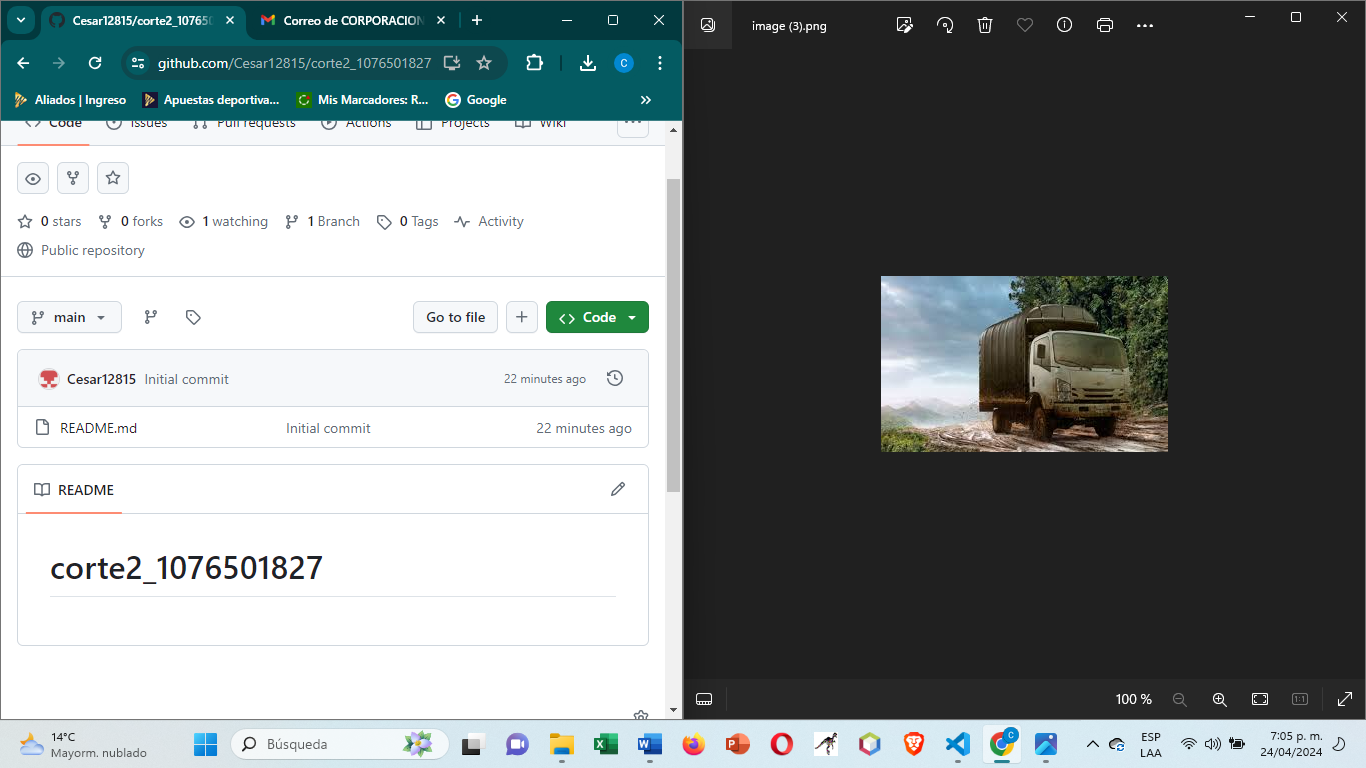 Cesar12815/corte2_10765
Correo de CORPORACION
github.com/Cesar12815/corte2_1076501827
C
Aliados | Ingreso
Apuestas deportiva...
Mis Marcadores: R...
Google
Code
Issues
Pull requests
Actions
Projects
Wiki
0 stars
0 forks
1 watching
1 Branch
0 Tags
Activity
Public repository
main
Go to file
Code
Cesar12815 Initial commit 22 minutes ago
README.md Initial commit 22 minutes ago
README
corte2_1076501827
image (3).png
100 %
1:1
14°C
Mayorm. nublado
Búsqueda
C
ESP
LAA
7:05 p. m.
24/04/2024